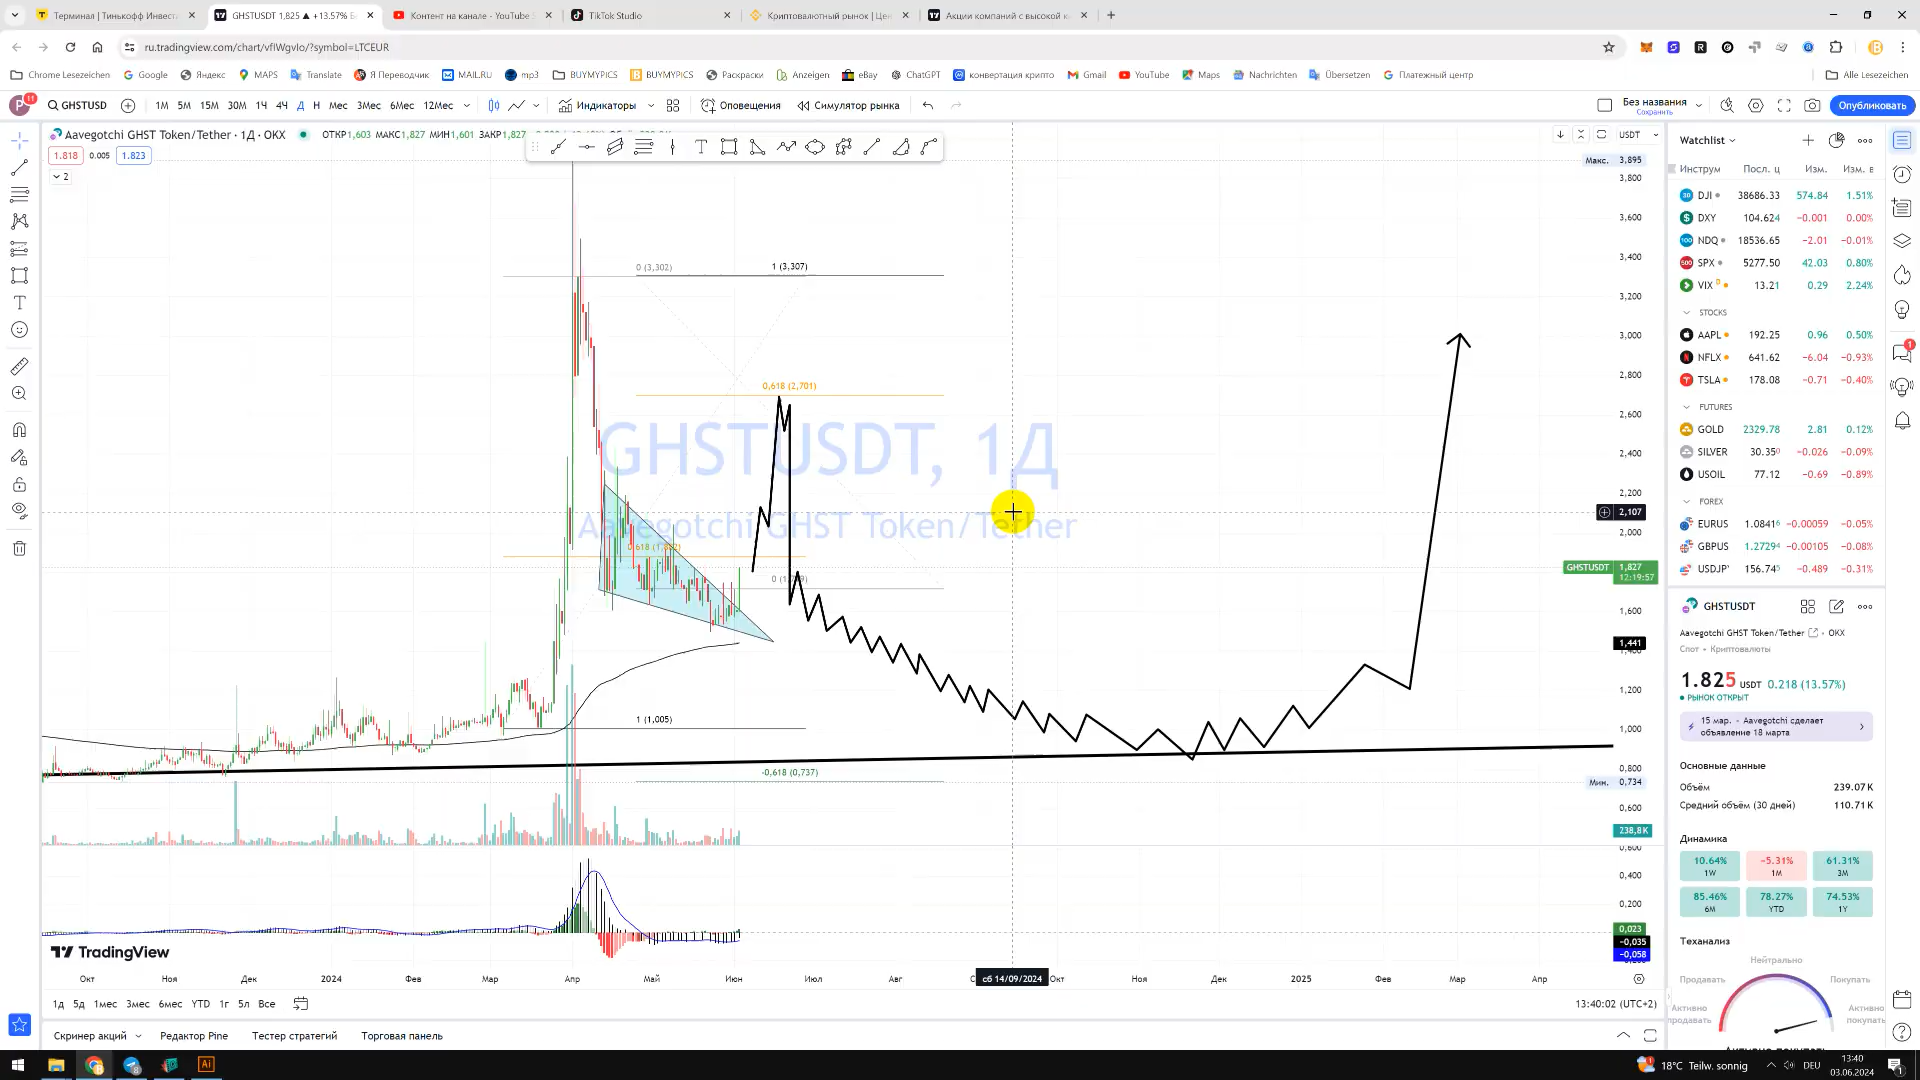 Терминал | Тинькофф Инвест
GHSTUSDT 1,825 ▲ +13.57% Б
Контент на канале - YouTube S
TikTok Studio
Криптовалютный рынок | Це
Акции компаний с высокой к
ru.tradingview.com/chart/vfIWgvIo/?symbol=LTCEUR
Chrome Lesezeichen
Google
Яндекс
MAPS
Translate
Я Переводчик
MAIL.RU
mp3
BUYMYPICS
BUYMYPICS
Раскраски
Anzeigen
eBay
ChatGPT
конвертация крипто
Gmail
YouTube
Maps
Nachrichten
Übersetzen
Платежный центр
Alle Lesezeichen
11
GHSTUSD
1М 5М 15М 30М 1Ч 4Ч Д Н Мес 3Мес 6Мес 12Мес
Индикаторы
Оповещения
Симулятор рынка
Без названия
Сохранить
Опубликовать
Aavegotchi GHST Token/Tether · 1Д · OKX
ОТКР1,603 МАКС1,827 МИН1,601 ЗАКР1,827
1.818 0.005 1.823
2
USDT
Макс. 3,895
3,800
3,600
3,400
3,200
3,000
2,800
2,600
2,400
2,200
2,107
2,000
GHSTUSDT 1,827
12:19:57
1,600
1,441
1,200
1,000
0,800
Мин. 0,734
0,600
238,8K
0,600
0,400
0,200
0,023
−0,035
−0,058
0 (3,302)
1 (3,307)
0,618 (2,701)
GHSTUSDT, 1Д
Aavegotchi GHST Token/Tether
1 (1,005)
-0,618 (0,737)
TradingView
Окт Ноя Дек 2024 Фев Мар Апр Май Июн Июл Авг сб 14/09/2024 Окт Ноя Дек 2025 Фев Мар Апр
1д 5д 1мес 3мес 6мес YTD 1г 5л Все
13:40:02 (UTC+2)
Скринер акций
Редактор Pine
Тестер стратегий
Торговая панель
Watchlist
Инструм Посл. ц Изм. Изм. в
DJI 38686.33 574.84 1.51%
DXY 104.624 −0.001 0.00%
NDQ 18536.65 −2.01 −0.01%
SPX 5277.50 42.03 0.80%
VIX D 13.21 0.29 2.24%
STOCKS
AAPL 192.25 0.96 0.50%
NFLX 641.62 −6.04 −0.93%
TSLA 178.08 −0.71 −0.40%
FUTURES
GOLD 2329.78 2.81 0.12%
SILVER 30.350 −0.026 −0.09%
USOIL 77.12 −0.69 −0.89%
FOREX
EURUS 1.08416 −0.00059 −0.05%
GBPUS 1.27294 −0.00105 −0.08%
USDJP 156.745 −0.489 −0.31%
GHSTUSDT
Aavegotchi GHST Token/Tether · OKX
Спот · Криптовалюты
1.825 USDT 0.218 (13.57%)
РЫНОК ОТКРЫТ
15 мар. · Aavegotchi сделает
объявление 18 марта
Основные данные
Объём 239.07K
Средний объём (30 дней) 110.71K
Динамика
10.64% −5.31% 61.31%
1W 1M 3M
85.46% 78.27% 74.53%
6M YTD 1Y
Теханализ
Нейтрально
Продавать Покупать
Активно
продавать
Активно
покупать
18°C Teilw. sonnig
DEU
13:40
03.06.2024